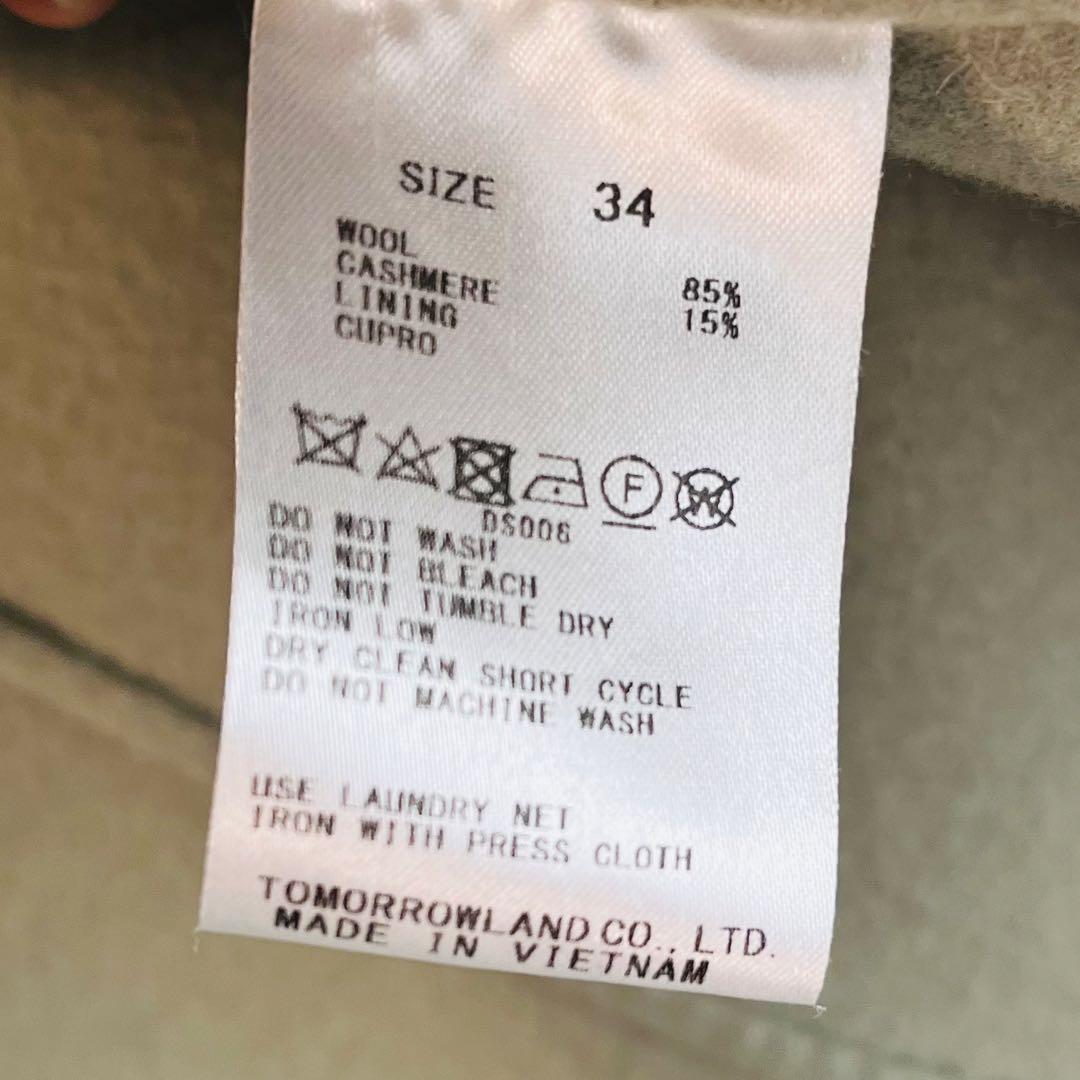 SIZE 34
WOOL 85%
CASHMERE 15%
LINING
CUPRO
F
W
DS006
DO NOT WASH
DO NOT BLEACH
DO NOT TUMBLE DRY
IRON LOW
DRY CLEAN SHORT CYCLE
DO NOT MACHINE WASH
USE LAUNDRY NET
IRON WITH PRESS CLOTH
TOMORROWLAND CO., LTD.
MADE IN VIETNAM